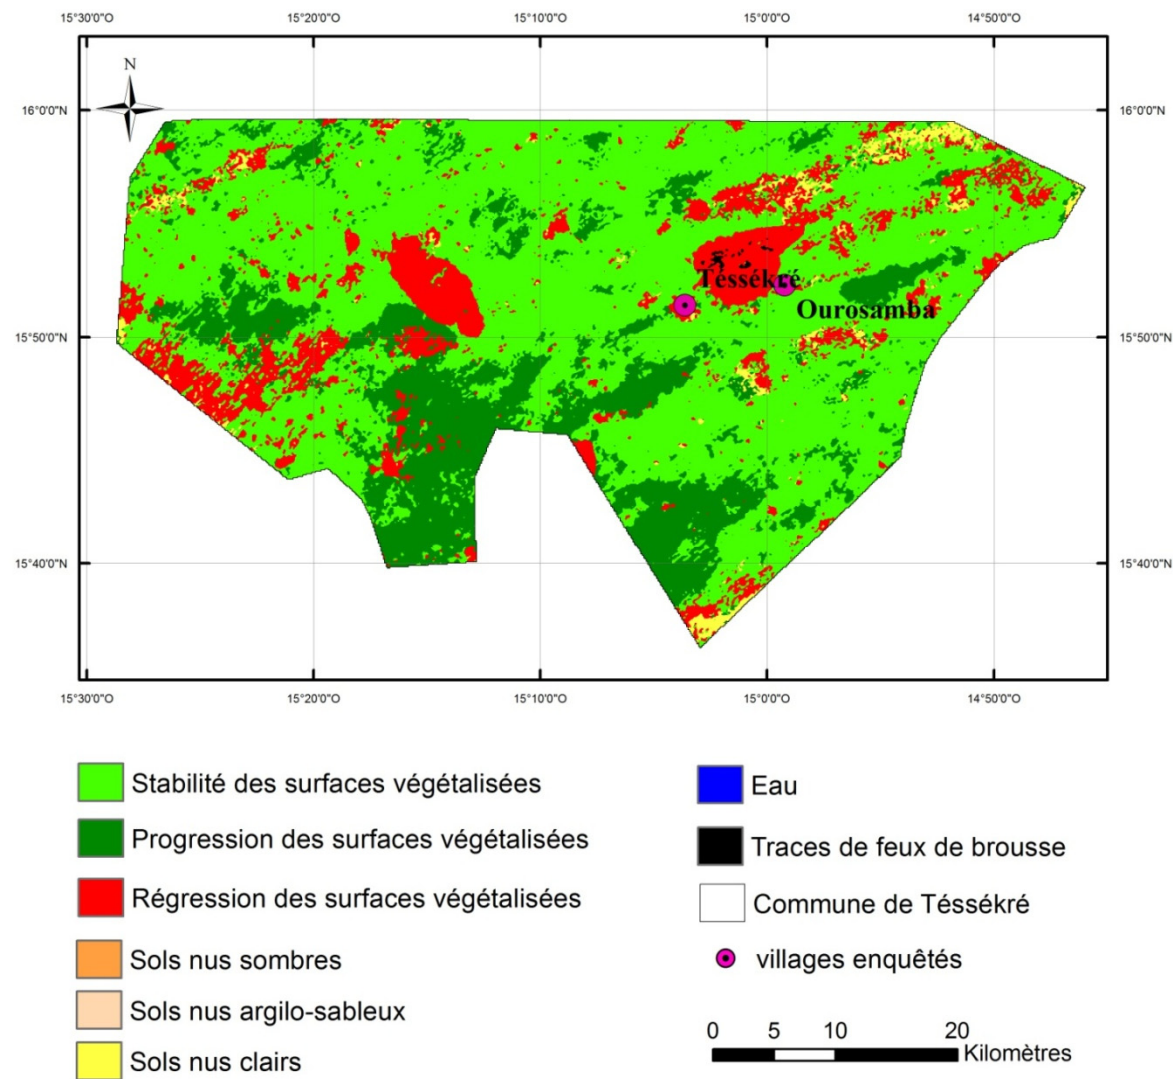 15°30'0"O 15°20'0"O 15°10'0"O 15°0'0"O 14°50'0"O
N
16°0'0"N 16°0'0"N
Téssékré
Ourosamba
15°50'0"N 15°50'0"N
15°40'0"N 15°40'0"N
15°30'0"O 15°20'0"O 15°10'0"O 15°0'0"O 14°50'0"O
Stabilité des surfaces végétalisées
Progression des surfaces végétalisées
Régression des surfaces végétalisées
Sols nus sombres
Sols nus argilo-sableux
Sols nus clairs
Eau
Traces de feux de brousse
Commune de Téssékré
villages enquêtés
0 5 10 20
Kilomètres